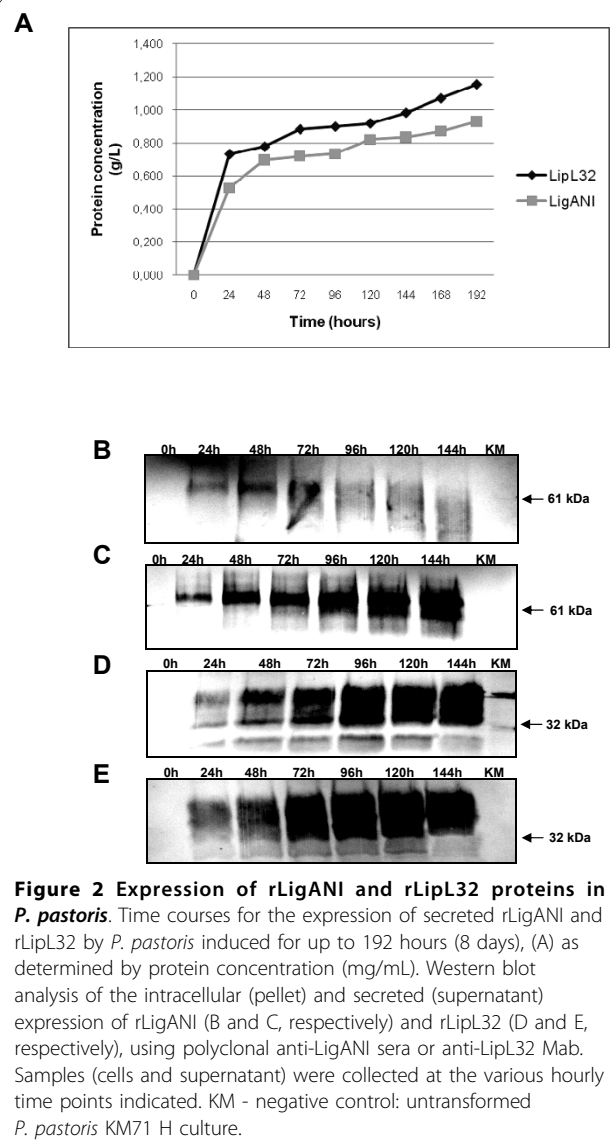 A
1,400
1,200
1,000
0,800
0,600
0,400
0,200
0,000
Protein concentration
(g/L)
0 24 48 72 96 120 144 168 192
Time (hours)
LipL32
LigANI
B
0h 24h 48h 72h 96h 120h 144h KM
61 kDa
C
0h 24h 48h 72h 96h 120h 144h KM
61 kDa
D
0h 24h 48h 72h 96h 120h 144h KM
32 kDa
E
0h 24h 48h 72h 96h 120h 144h KM
32 kDa
Figure 2 Expression of rLigANI and rLipL32 proteins in
P. pastoris. Time courses for the expression of secreted rLigANI and
rLipL32 by P. pastoris induced for up to 192 hours (8 days), (A) as
determined by protein concentration (mg/mL). Western blot
analysis of the intracellular (pellet) and secreted (supernatant)
expression of rLigANI (B and C, respectively) and rLipL32 (D and E,
respectively), using polyclonal anti-LigANI sera or anti-LipL32 Mab.
Samples (cells and supernatant) were collected at the various hourly
time points indicated. KM - negative control: untransformed
P. pastoris KM71 H culture.